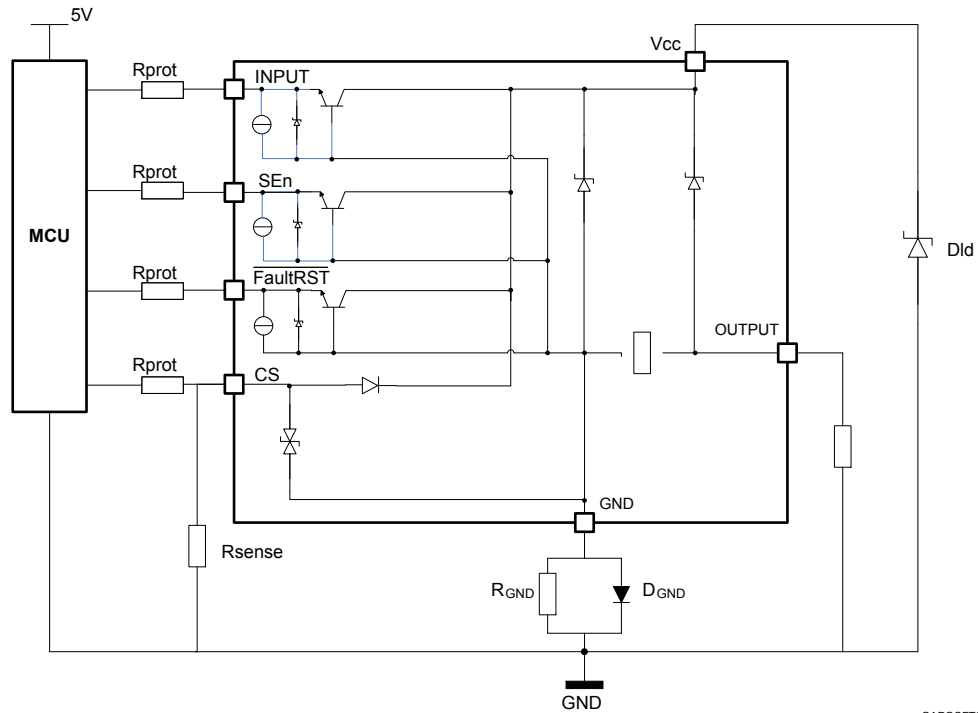 5V
Vcc
Rprot
INPUT
Rprot
SEn
MCU
Dld
Rprot
FaultRST
OUTPUT
Rprot
CS
GND
Rsense
RGND
DGND
GND